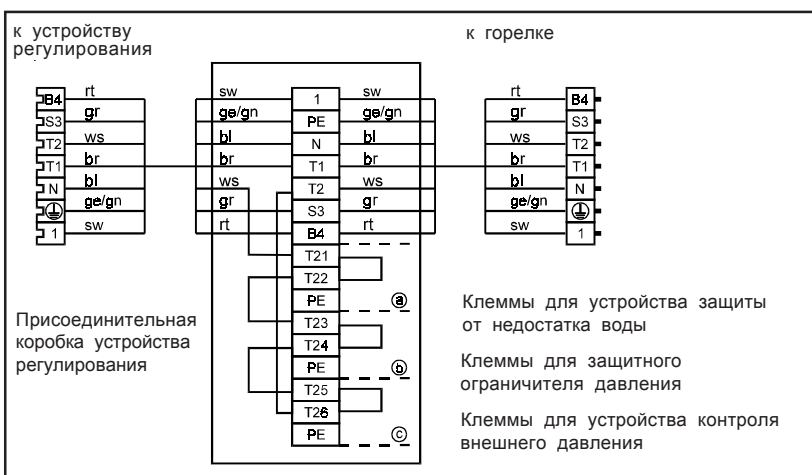 к устройству
регулирования
к горелке
B4
S3
T2
T1
N
1
rt
gr
ws
br
bl
ge/gn
sw
sw
ge/gn
bl
br
ws
gr
rt
1
PE
N
T1
T2
S3
B4
T21
T22
PE
T23
T24
PE
T25
T26
PE
sw
ge/gn
bl
br
ws
gr
rt
ⓐ
ⓑ
ⓒ
rt
gr
ws
br
bl
ge/gn
sw
B4
S3
T2
T1
N
1
Присоединительная
коробка устройства
регулирования
Клеммы для устройства защиты
от недостатка воды
Клеммы для защитного
ограничителя давления
Клеммы для устройства контроля
внешнего давления